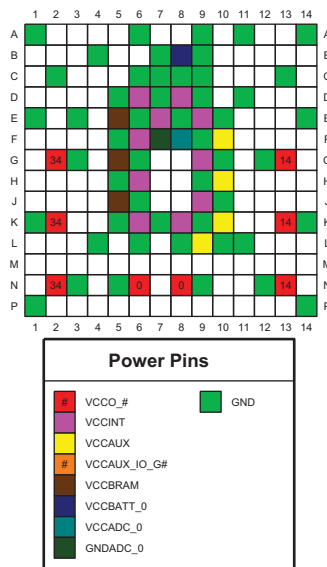 1 2 3 4 5 6 7 8 9 10 11 12 13 14
A A
B
C
D D
E E
F F
G 34 14
H H
J J
K 34 14 K
L L
M M
N 34 0 0 14 N
P P
1 2 3 4 5 6 7 8 9 10 11 12 13 14
Power Pins
# VCCO_# GND
VCCINT
VCCAUX
# VCCAUX_IO_G#
VCCBRAM
VCCBATT_0
VCCADC_0
GNDADC_0